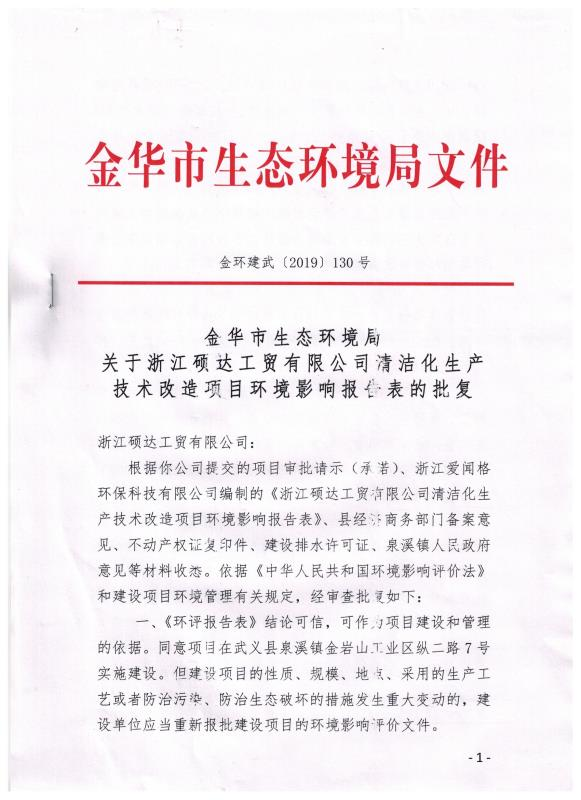 金华市生态环境局文件
金环建武〔2019〕130号
金华市生态环境局
关于浙江硕达工贸有限公司清洁化生产
技术改造项目环境影响报告表的批复
浙江硕达工贸有限公司：
根据你公司提交的项目审批请示（承诺）、浙江爱闻格
环保科技有限公司编制的《浙江硕达工贸有限公司清洁化生
产技术改造项目环境影响报告表》、县经济商务部门备案意
见、不动产权证复印件、建设排水许可证、泉溪镇人民政府
意见等材料收悉。依据《中华人民共和国环境影响评价法》
和建设项目环境管理有关规定，经审查批复如下：
一、《环评报告表》结论可信，可作为项目建设和管理
的依据。同意项目在武义县泉溪镇金岩山工业区纵二路7号
实施建设。但建设项目的性质、规模、地点、采用的生产工
艺或者防治污染、防治生态破坏的措施发生重大变动的，建
设单位应当重新报批建设项目的环境影响评价文件。
- 1 -